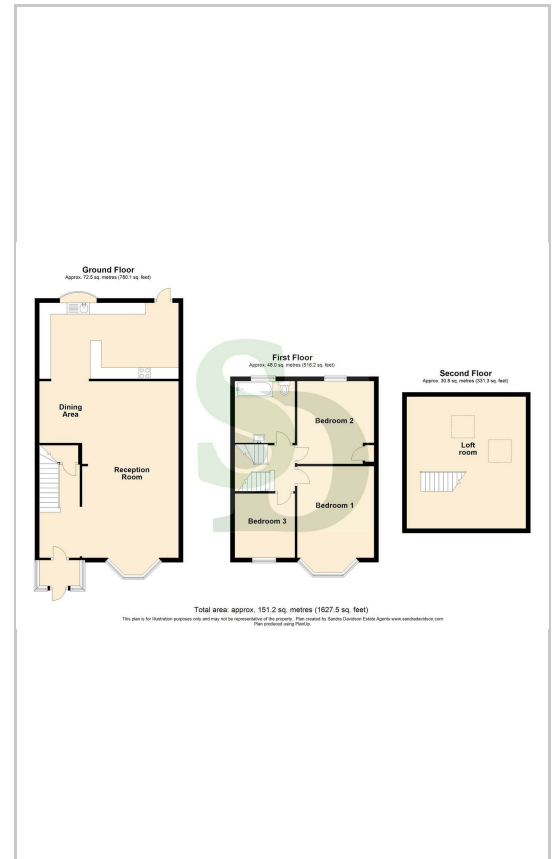 Ground Floor
Approx. 72.5 sq. metres (780.1 sq. feet)
Dining
Area
Reception
Room
First Floor
Approx. 48.0 sq. metres (516.2 sq. feet)
Bedroom 2
Bedroom 1
Bedroom 3
Second Floor
Approx. 30.8 sq. metres (331.3 sq. feet)
Loft
room
SD
Total area: approx. 151.2 sq. metres (1627.5 sq. feet)
This plan is for illustration purposes only and may not be representative of the property. Plan created by Sandra Davidson Estate Agents www.sandradavidson.com
Plan produced using PlanUp.